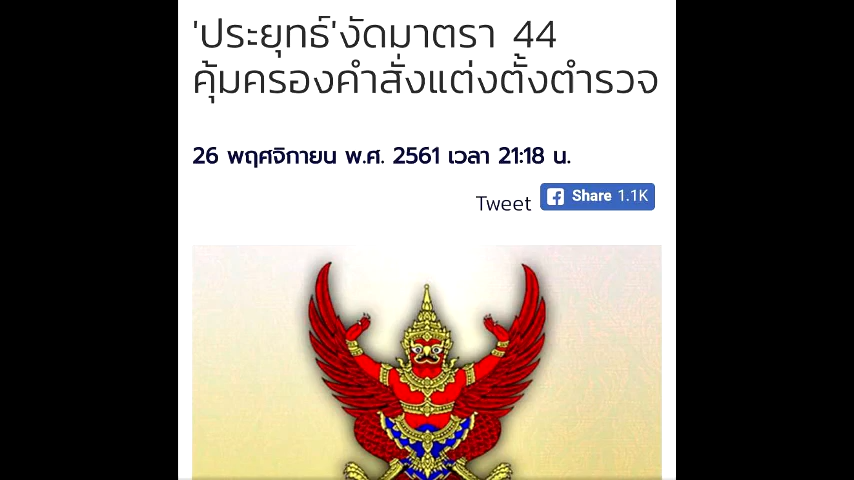 'ประยุทธ์'งัดมาตรา 44
คุ้มครองคำสั่งแต่งตั้งตำรวจ
26 พฤศจิกายน พ.ศ. 2561 เวลา 21:18 น.
Tweet Share 1.1K